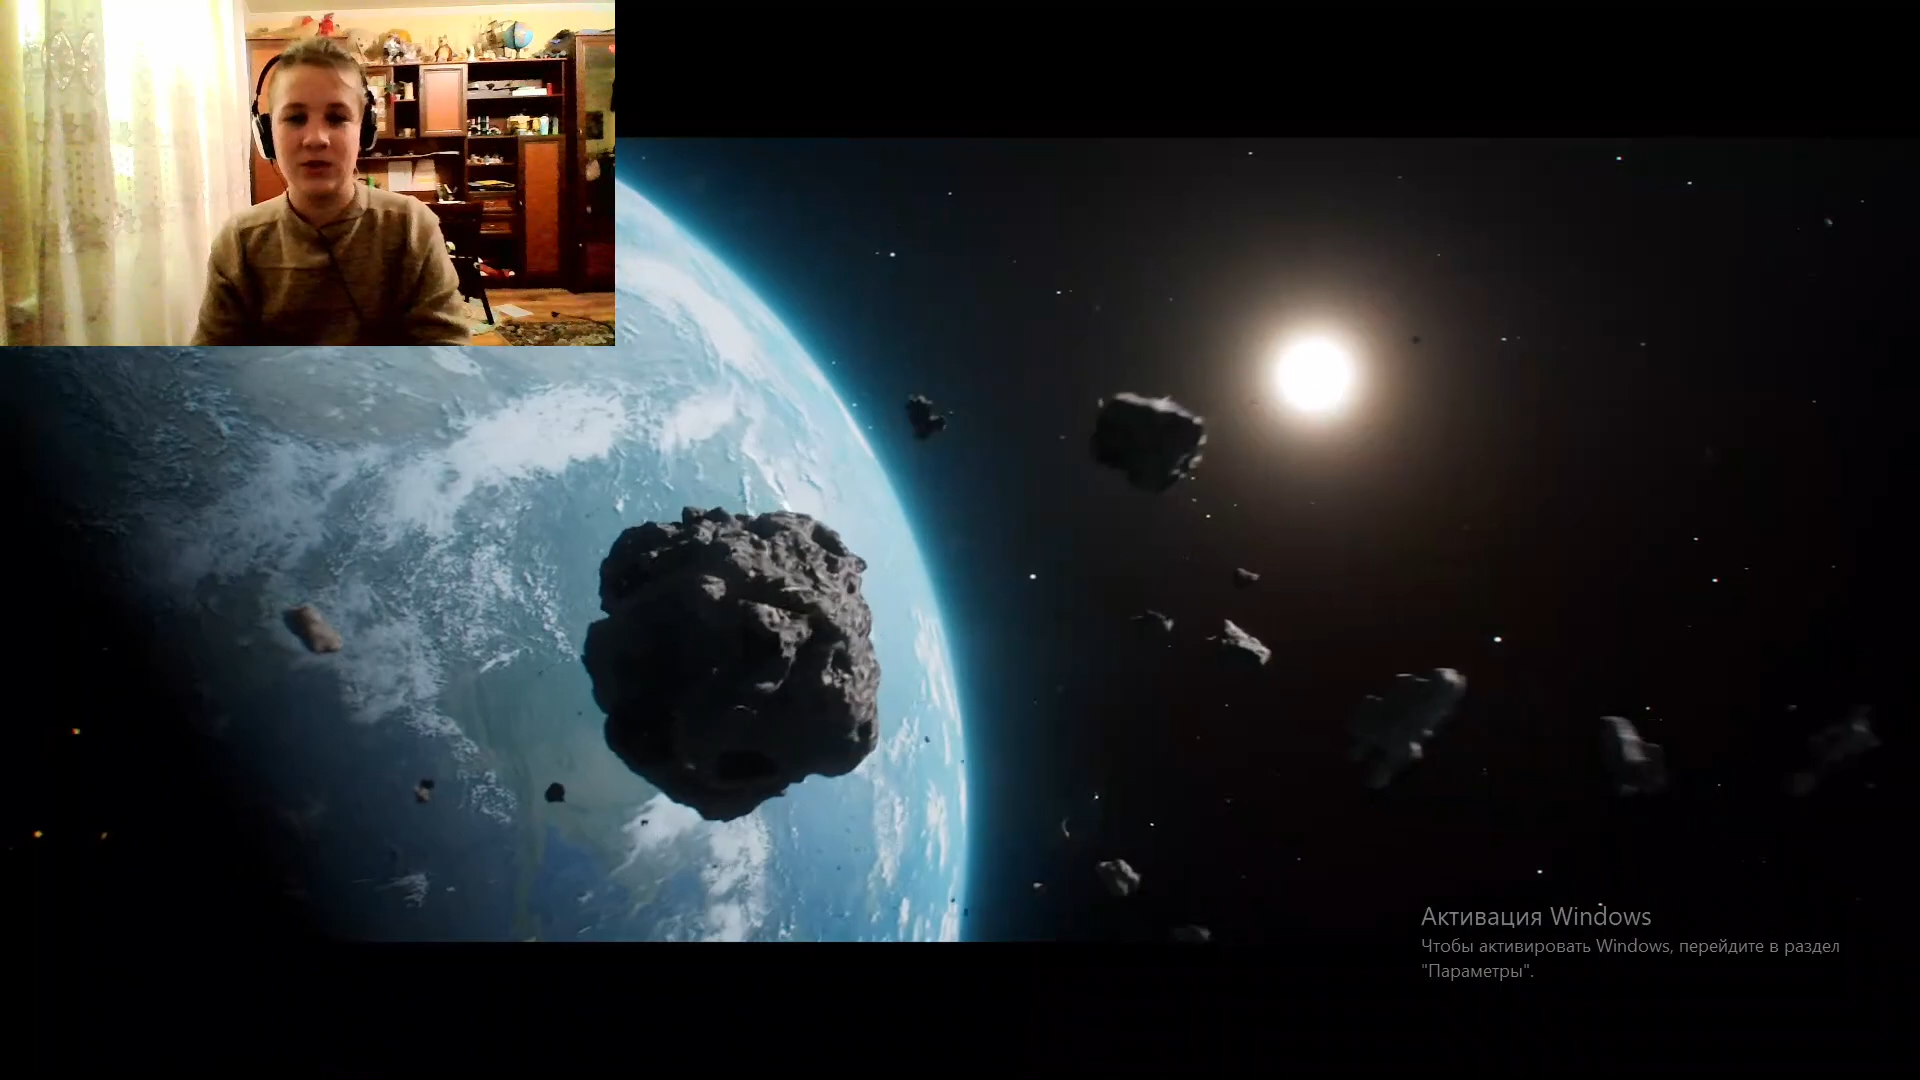 Активация Windows
Чтобы активировать Windows, перейдите в раздел
"Параметры".